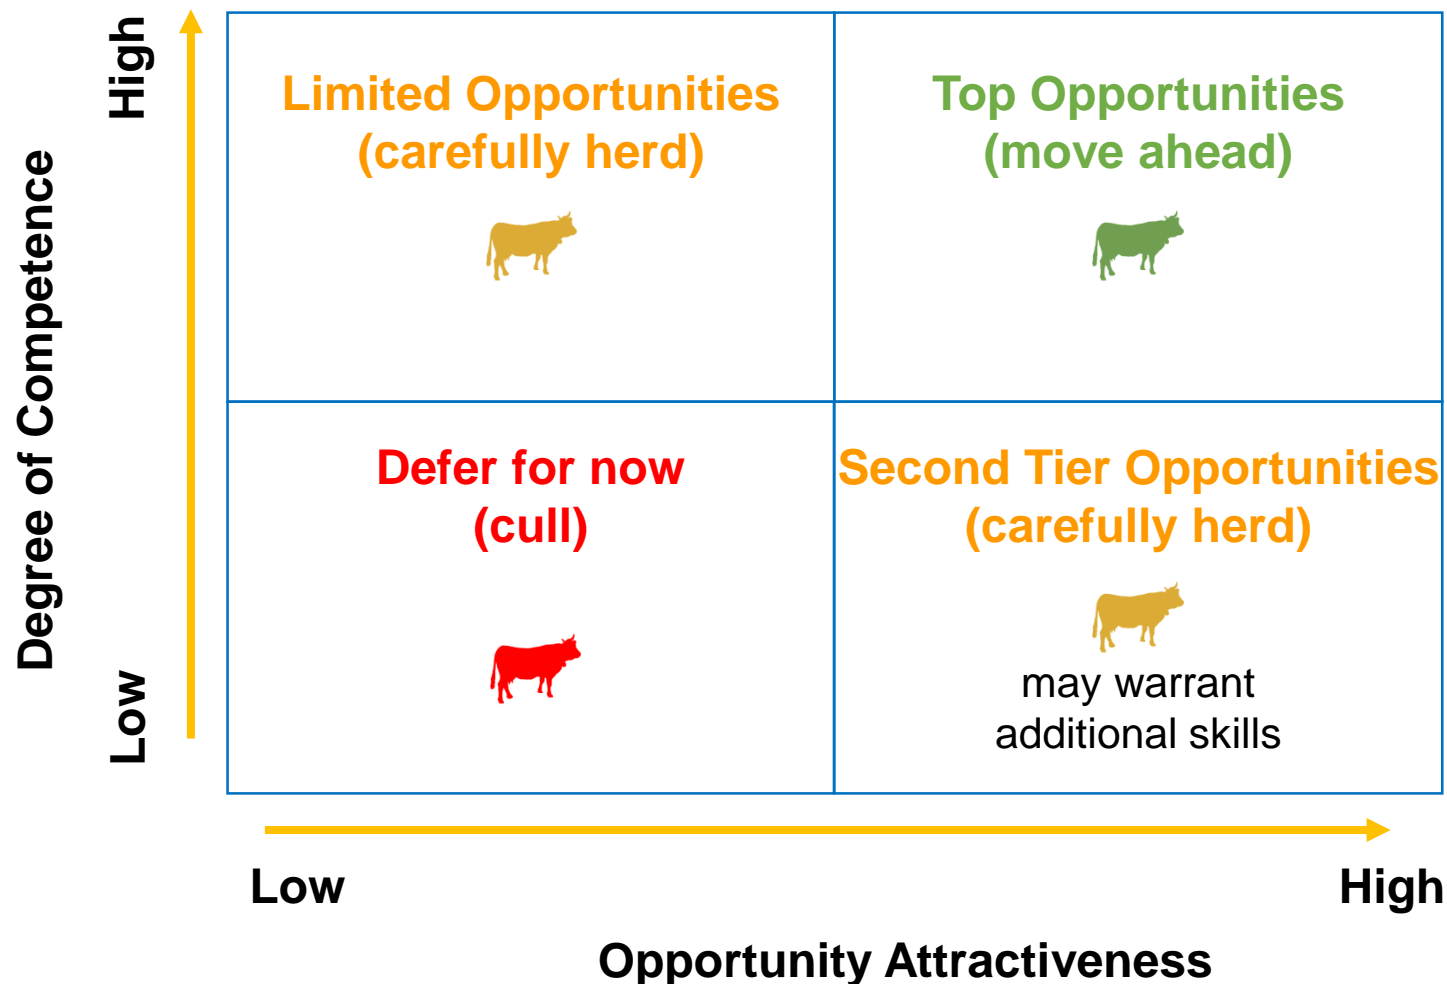 High
Degree of Competence
Low
Limited Opportunities
(carefully herd)
Top Opportunities
(move ahead)
Defer for now
(cull)
Second Tier Opportunities
(carefully herd)
may warrant
additional skills
Low
High
Opportunity Attractiveness